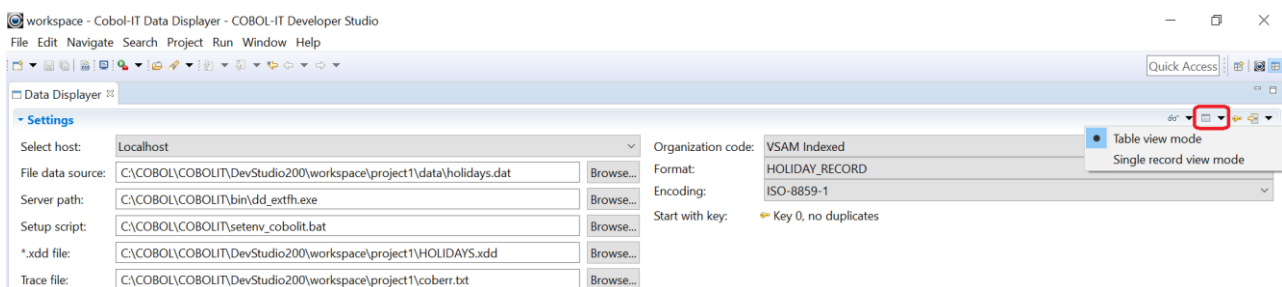 workspace - Cobol-IT Data Displayer - COBOL-IT Developer Studio
File Edit Navigate Search Project Run Window Help
Quick Access
Data Displayer
Settings
Table view mode
Single record view mode
Select host: Localhost
File data source: C:\COBOL\COBOLIT\DevStudio200\workspace\project1\data\holidays.dat Browse...
Server path: C:\COBOL\COBOLIT\bin\dd_extfh.exe Browse...
Setup script: C:\COBOL\COBOLIT\setenv_cobolit.bat Browse...
*.xdd file: C:\COBOL\COBOLIT\DevStudio200\workspace\project1\HOLIDAYS.xdd Browse...
Trace file: C:\COBOL\COBOLIT\DevStudio200\workspace\project1\coberr.txt Browse...
Organization code: VSAM Indexed
Format: HOLIDAY_RECORD
Encoding: ISO-8859-1
Start with key: Key 0, no duplicates